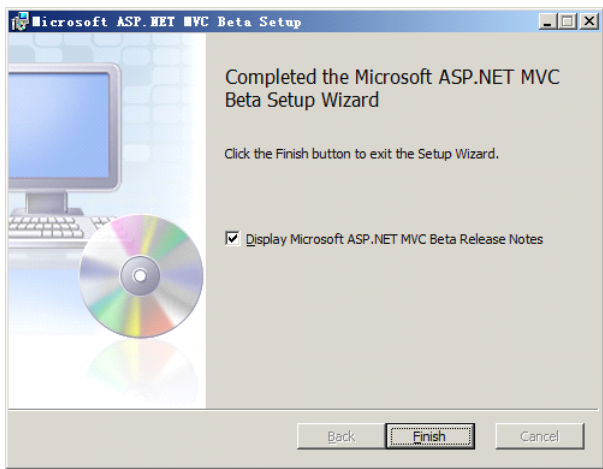 Microsoft ASP.NET MVC Beta Setup
Completed the Microsoft ASP.NET MVC
Beta Setup Wizard
Click the Finish button to exit the Setup Wizard.
Display Microsoft ASP.NET MVC Beta Release Notes
Back
Finish
Cancel